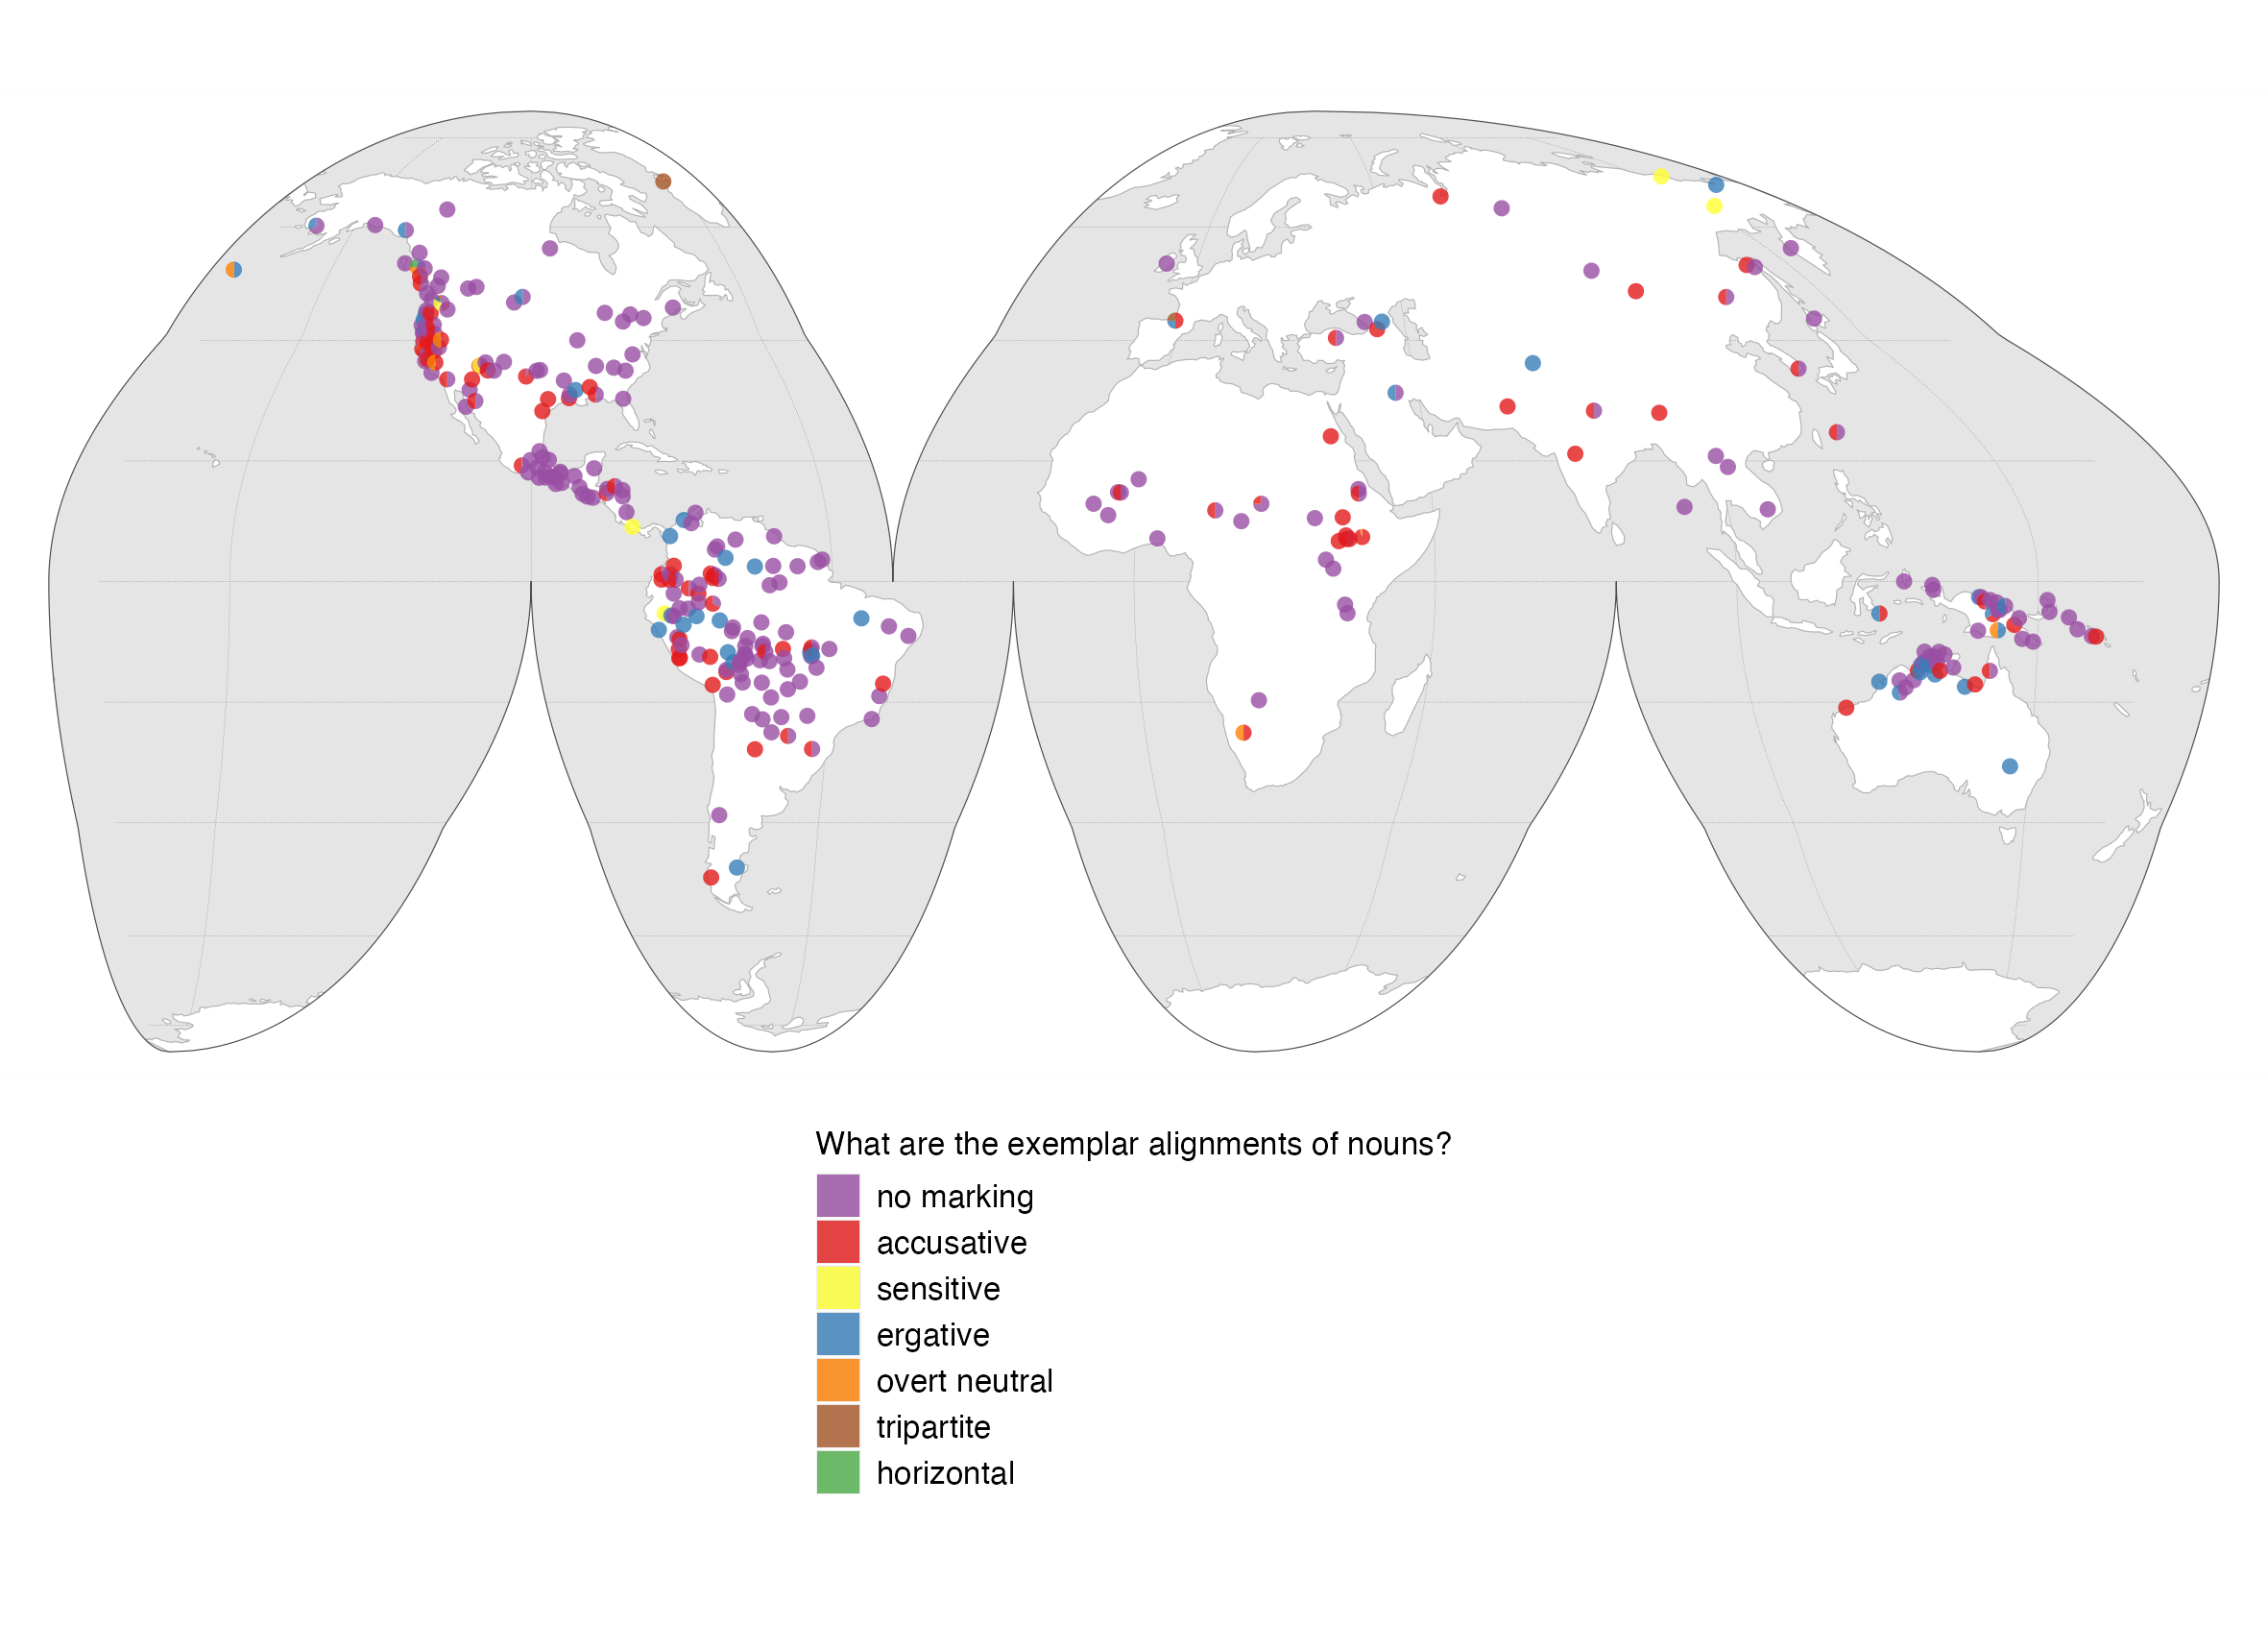 What are the exemplar alignments of nouns?
no marking
accusative
sensitive
ergative
overt neutral
tripartite
horizontal